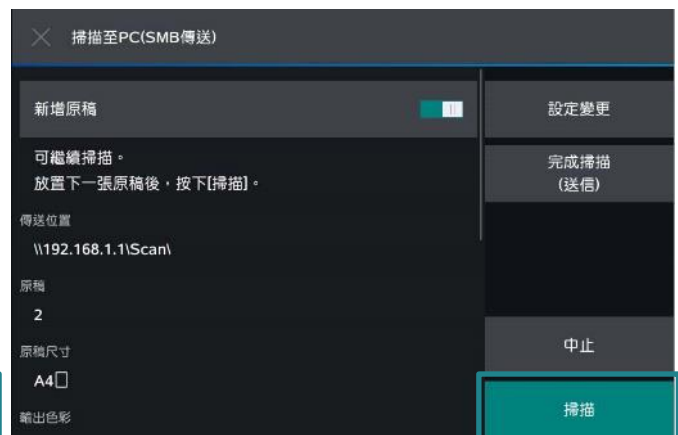 掃描至PC(SMB傳送)
新增原稿
可繼續掃描。
放置下一張原稿後，按下[掃描]。
傳送位置
\\192.168.1.1\Scan\
原稿
2
原稿尺寸
A4
輸出色彩
設定變更
完成掃描
(送信)
中止
掃描